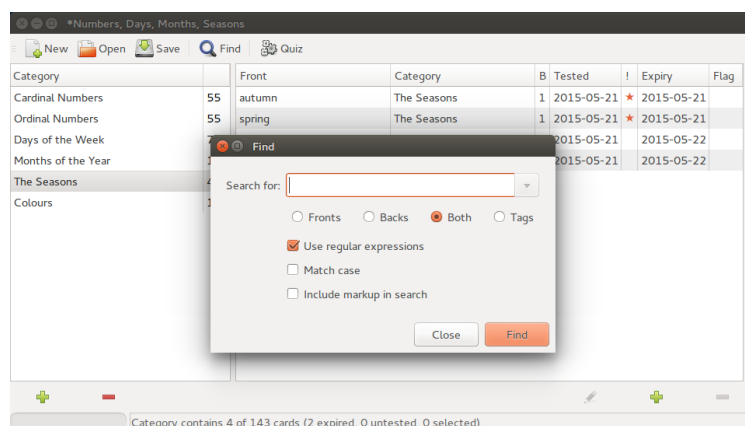 *Numbers, Days, Months, Seasons
New Open Save Find Quiz
Category Front Category B Tested ! Expiry Flag
Cardinal Numbers 55 autumn The Seasons 1 2015-05-21 ★ 2015-05-21
Ordinal Numbers 55 spring The Seasons 1 2015-05-21 ★ 2015-05-21
Days of the Week 2015-05-21 2015-05-22
Months of the Year 2015-05-21 2015-05-22
The Seasons
Colours
Find
Search for:
Fronts Backs Both Tags
Use regular expressions
Match case
Include markup in search
Close Find
Category contains 4 of 143 cards (2 expired, 0 untested, 0 selected)